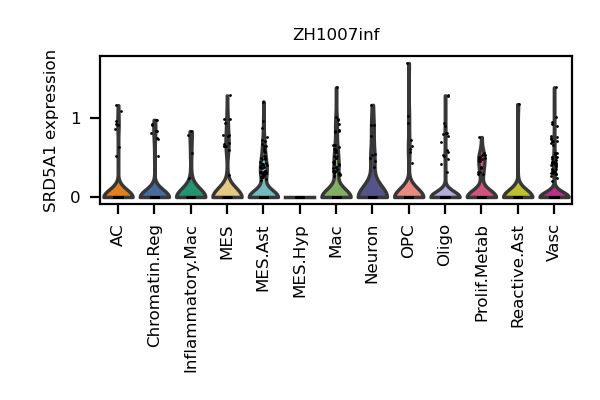 ZH1007inf
SRD5A1 expression
1
0
AC
Chromatin.Reg
Inflammatory.Mac
MES
MES.Ast
MES.Hyp
Mac
Neuron
OPC
Oligo
Prolif.Metab
Reactive.Ast
Vasc